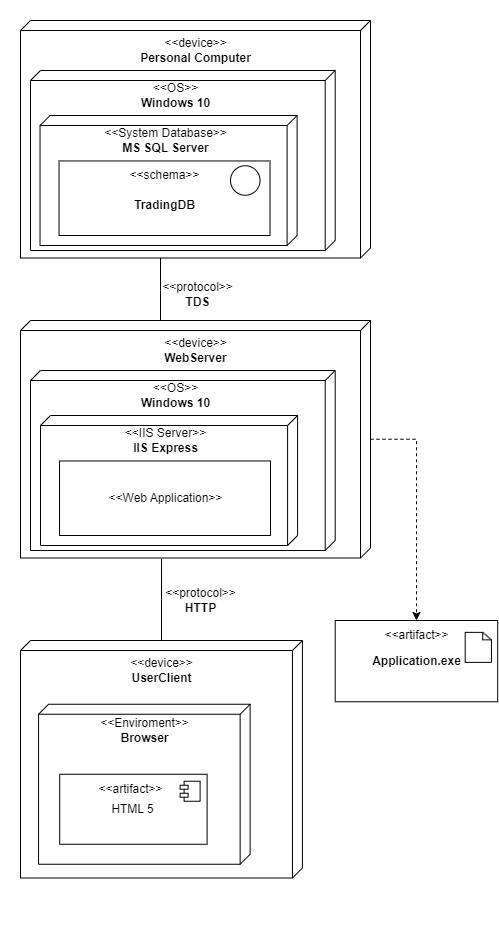 <<device>>
Personal Computer
<<OS>>
Windows 10
<<System Database>>
MS SQL Server
<<schema>>
TradingDB
<<protocol>>
TDS
<<device>>
WebServer
<<OS>>
Windows 10
<<IIS Server>>
IIS Express
<<Web Application>>
<<protocol>>
HTTP
<<artifact>>
Application.exe
<<device>>
UserClient
<<Enviroment>>
Browser
<<artifact>>
HTML 5